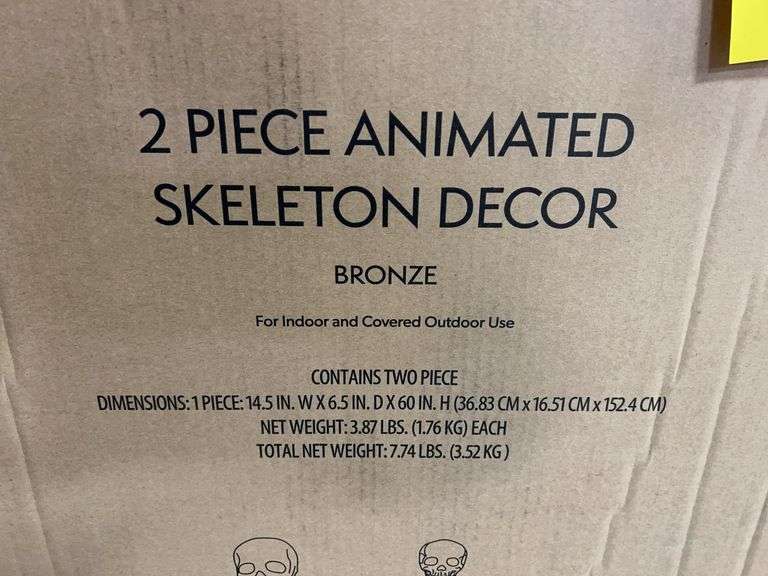 2 PIECE ANIMATED
SKELETON DECOR
BRONZE
For Indoor and Covered Outdoor Use
CONTAINS TWO PIECE
DIMENSIONS: 1 PIECE: 14.5 IN. W X 6.5 IN. D X 60 IN. H (36.83 CM x 16.51 CM x 152.4 CM)
NET WEIGHT: 3.87 LBS. (1.76 KG) EACH
TOTAL NET WEIGHT: 7.74 LBS. (3.52 KG )